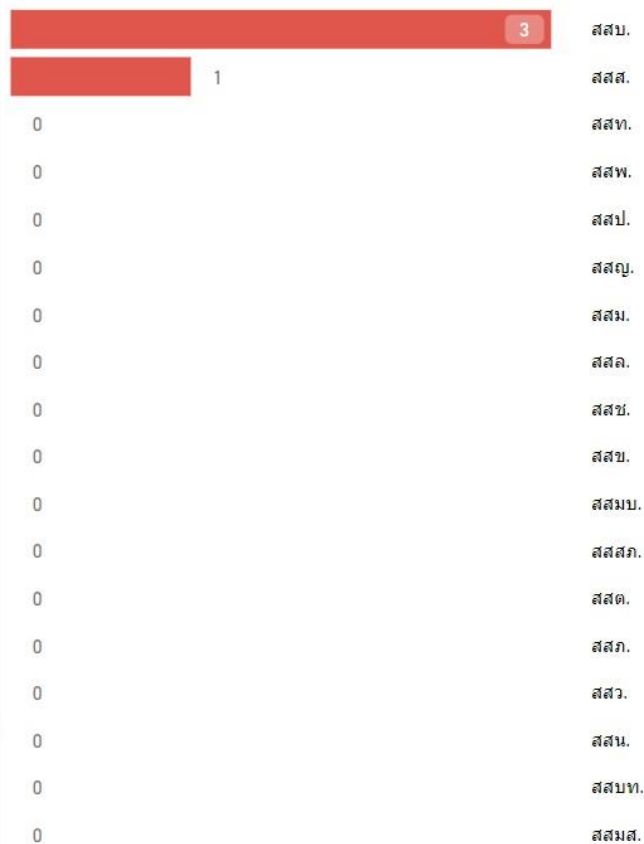 3 สสบ.
1 สสส.
0 สสท.
0 สสพ.
0 สสป.
0 สสญ.
0 สสม.
0 สสล.
0 สสช.
0 สสข.
0 สสมบ.
0 สสสภ.
0 สสต.
0 สสภ.
0 สสว.
0 สสน.
0 สสบท.
0 สสมส.